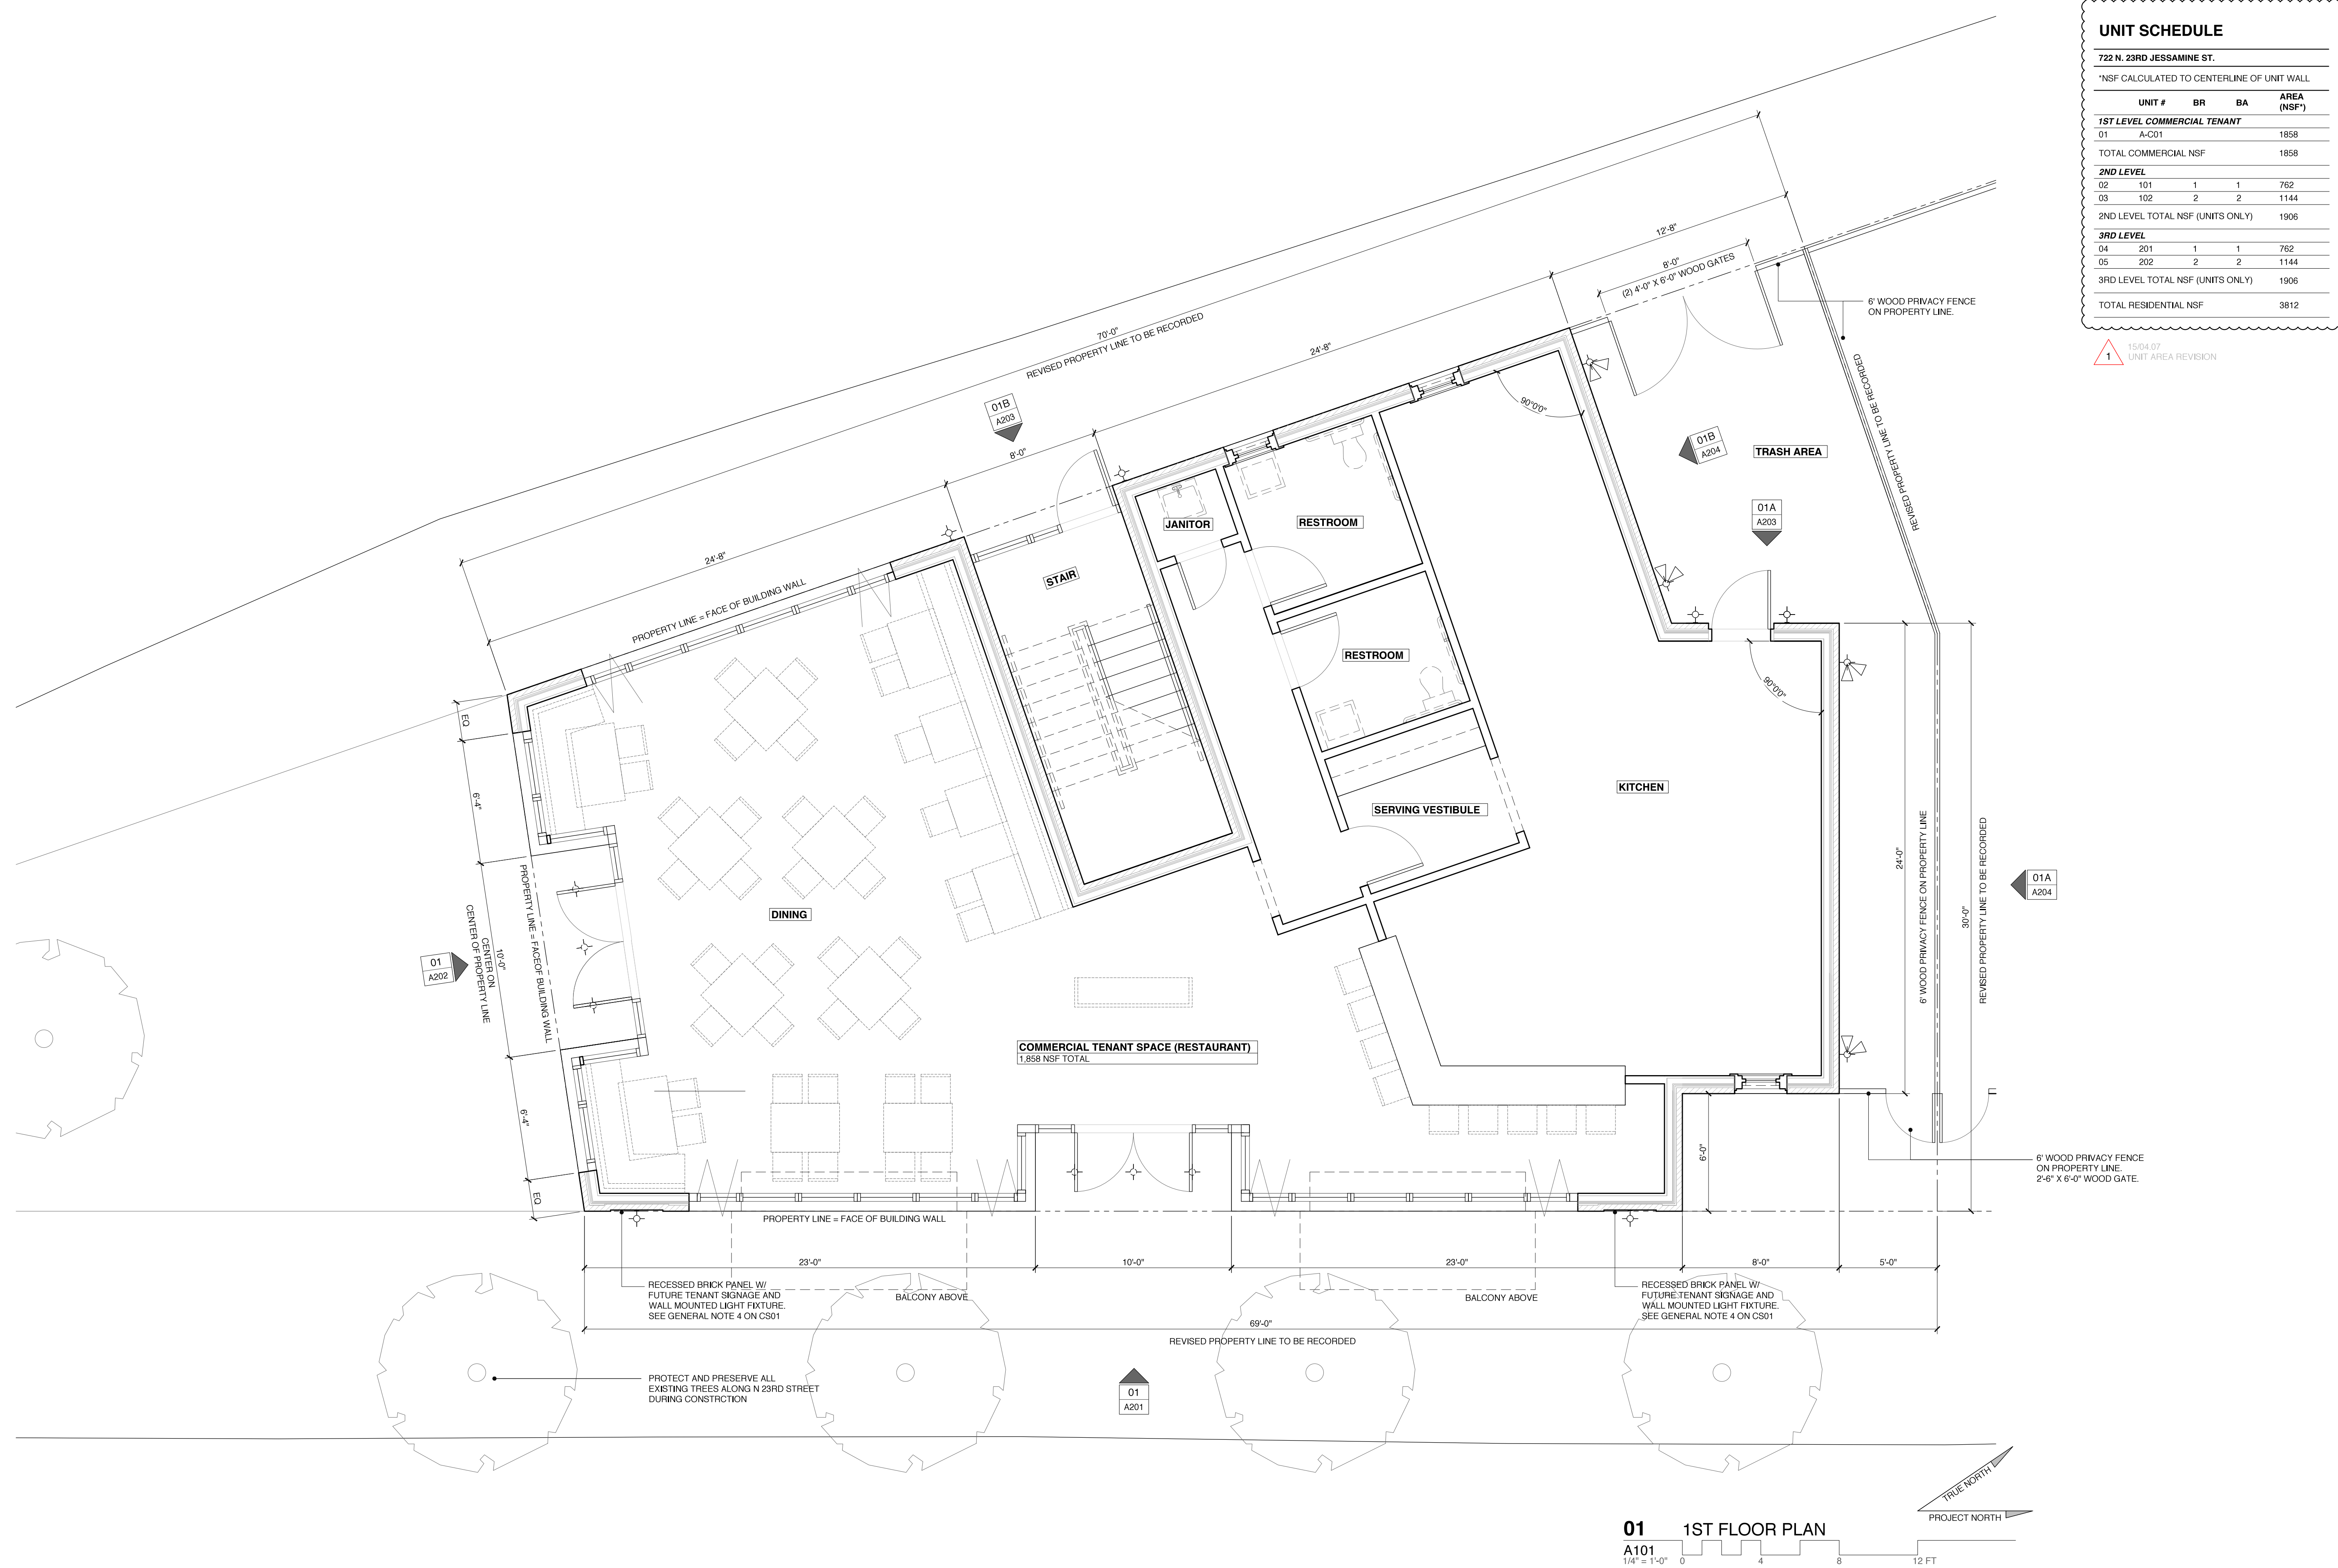 UNIT SCHEDULE
722 N. 23RD JESSAMINE ST.
*NSF CALCULATED TO CENTERLINE OF UNIT WALL
UNIT # BR BA AREA (NSF*)
1ST LEVEL COMMERCIAL TENANT
01 A-C01 1858
TOTAL COMMERCIAL NSF 1858
2ND LEVEL
02 101 1 1 762
03 102 2 2 1144
2ND LEVEL TOTAL NSF (UNITS ONLY) 1906
3RD LEVEL
04 201 1 1 762
05 202 2 2 1144
3RD LEVEL TOTAL NSF (UNITS ONLY) 1906
TOTAL RESIDENTIAL NSF 3812
1
15/04.07
UNIT AREA REVISION
12'-8"
8'-0"
(2) 4'-0" X 6'-0" WOOD GATES
6' WOOD PRIVACY FENCE
ON PROPERTY LINE.
70'-0"
REVISED PROPERTY LINE TO BE RECORDED
24'-8"
REVISED PROPERTY LINE TO BE RECORDED
01B
A203
8'-0"
90°0'0"
01B
A204
TRASH AREA
01A
A203
24'-8"
PROPERTY LINE = FACE OF BUILDING WALL
JANITOR
RESTROOM
STAIR
RESTROOM
90°0'0"
EQ
6'-4"
KITCHEN
SERVING VESTIBULE
24'-0"
6' WOOD PRIVACY FENCE ON PROPERTY LINE
30'-0"
REVISED PROPERTY LINE TO BE RECORDED
01A
A204
DINING
PROPERTY LINE = FACEOF BUILDING WALL
10'-0"
CENTER ON
CENTER OF PROPERTY LINE
01
A202
COMMERCIAL TENANT SPACE (RESTAURANT)
1,858 NSF TOTAL
6'-4"
EQ
6'-0"
6' WOOD PRIVACY FENCE
ON PROPERTY LINE.
2'-6" X 6'-0" WOOD GATE.
PROPERTY LINE = FACE OF BUILDING WALL
23'-0"
10'-0"
23'-0"
8'-0"
5'-0"
RECESSED BRICK PANEL W/
FUTURE TENANT SIGNAGE AND
WALL MOUNTED LIGHT FIXTURE.
SEE GENERAL NOTE 4 ON CS01
BALCONY ABOVE
BALCONY ABOVE
RECESSED BRICK PANEL W/
FUTURE TENANT SIGNAGE AND
WALL MOUNTED LIGHT FIXTURE.
SEE GENERAL NOTE 4 ON CS01
69'-0"
REVISED PROPERTY LINE TO BE RECORDED
PROTECT AND PRESERVE ALL
EXISTING TREES ALONG N 23RD STREET
DURING CONSTRCTION
01
A201
TRUE NORTH
PROJECT NORTH
01 1ST FLOOR PLAN
A101
1/4" = 1'-0" 0 4 8 12 FT